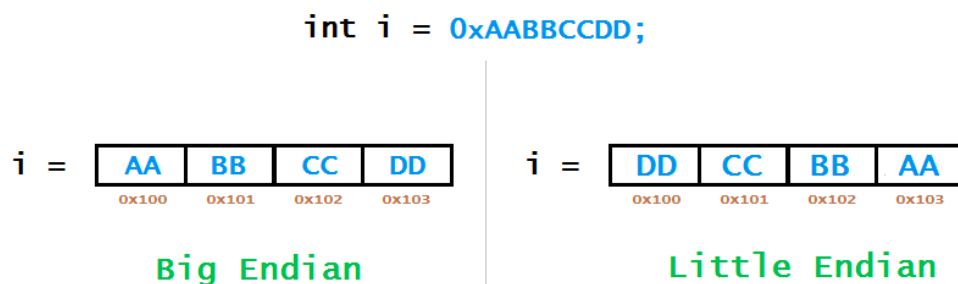 int i = 0xAABBCCDD;
i = AA BB CC DD
0x100 0x101 0x102 0x103
Big Endian
i = DD CC BB AA
0x100 0x101 0x102 0x103
Little Endian